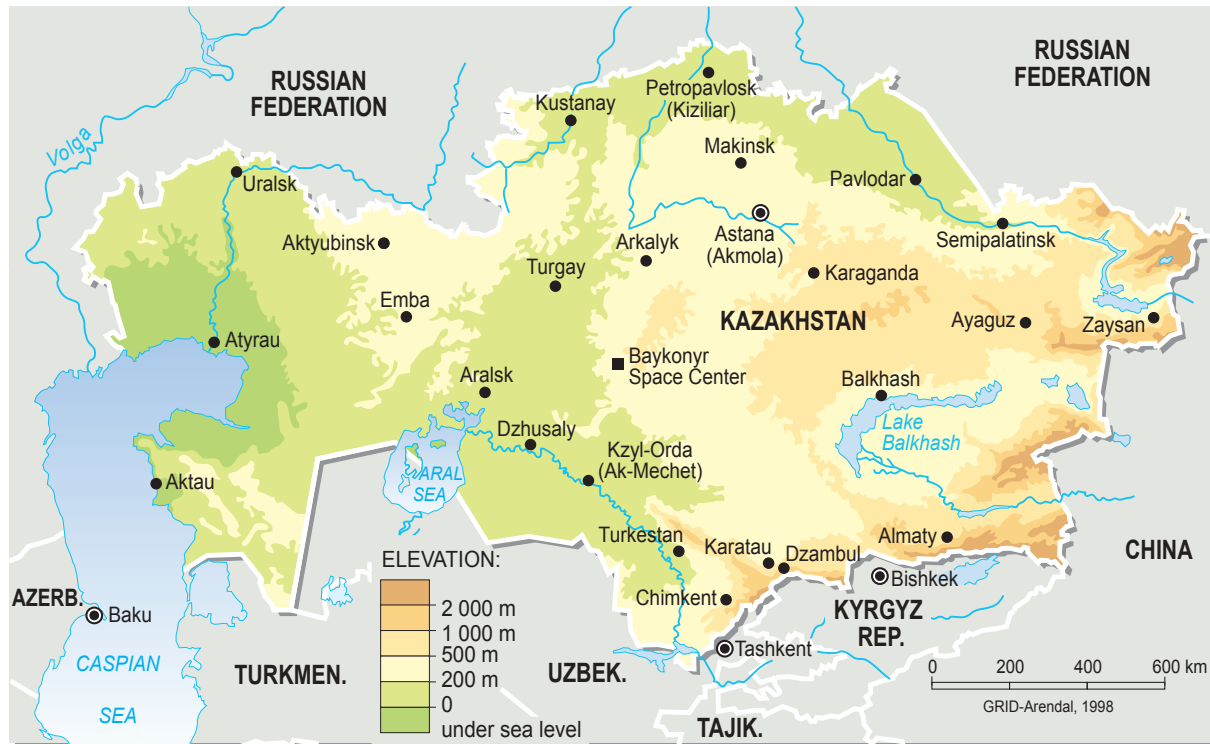 RUSSIAN
FEDERATION
RUSSIAN
FEDERATION
Volga
Petropavlosk
(Kiziliar)
Kustanay
Makinsk
Uralsk
Pavlodar
Aktyubinsk
Arkalyk
Astana
(Akmola)
Semipalatinsk
Turgay
Karaganda
Emba
KAZAKHSTAN
Ayaguz
Zaysan
Atyrau
Baykonyr
Space Center
Aralsk
Balkhash
Lake
Balkhash
Dzhusaly
Kzyl-Orda
(Ak-Mechet)
ARAL
SEA
Aktau
Turkestan
Karatau
Dzambul
Almaty
CHINA
Bishkek
Chimkent
KYRGYZ
REP.
AZERB.
Baku
Tashkent
CASPIAN
SEA
TURKMEN.
UZBEK.
TAJIK.
ELEVATION:
2 000 m
1 000 m
500 m
200 m
0
under sea level
0 200 400 600 km
GRID-Arendal, 1998